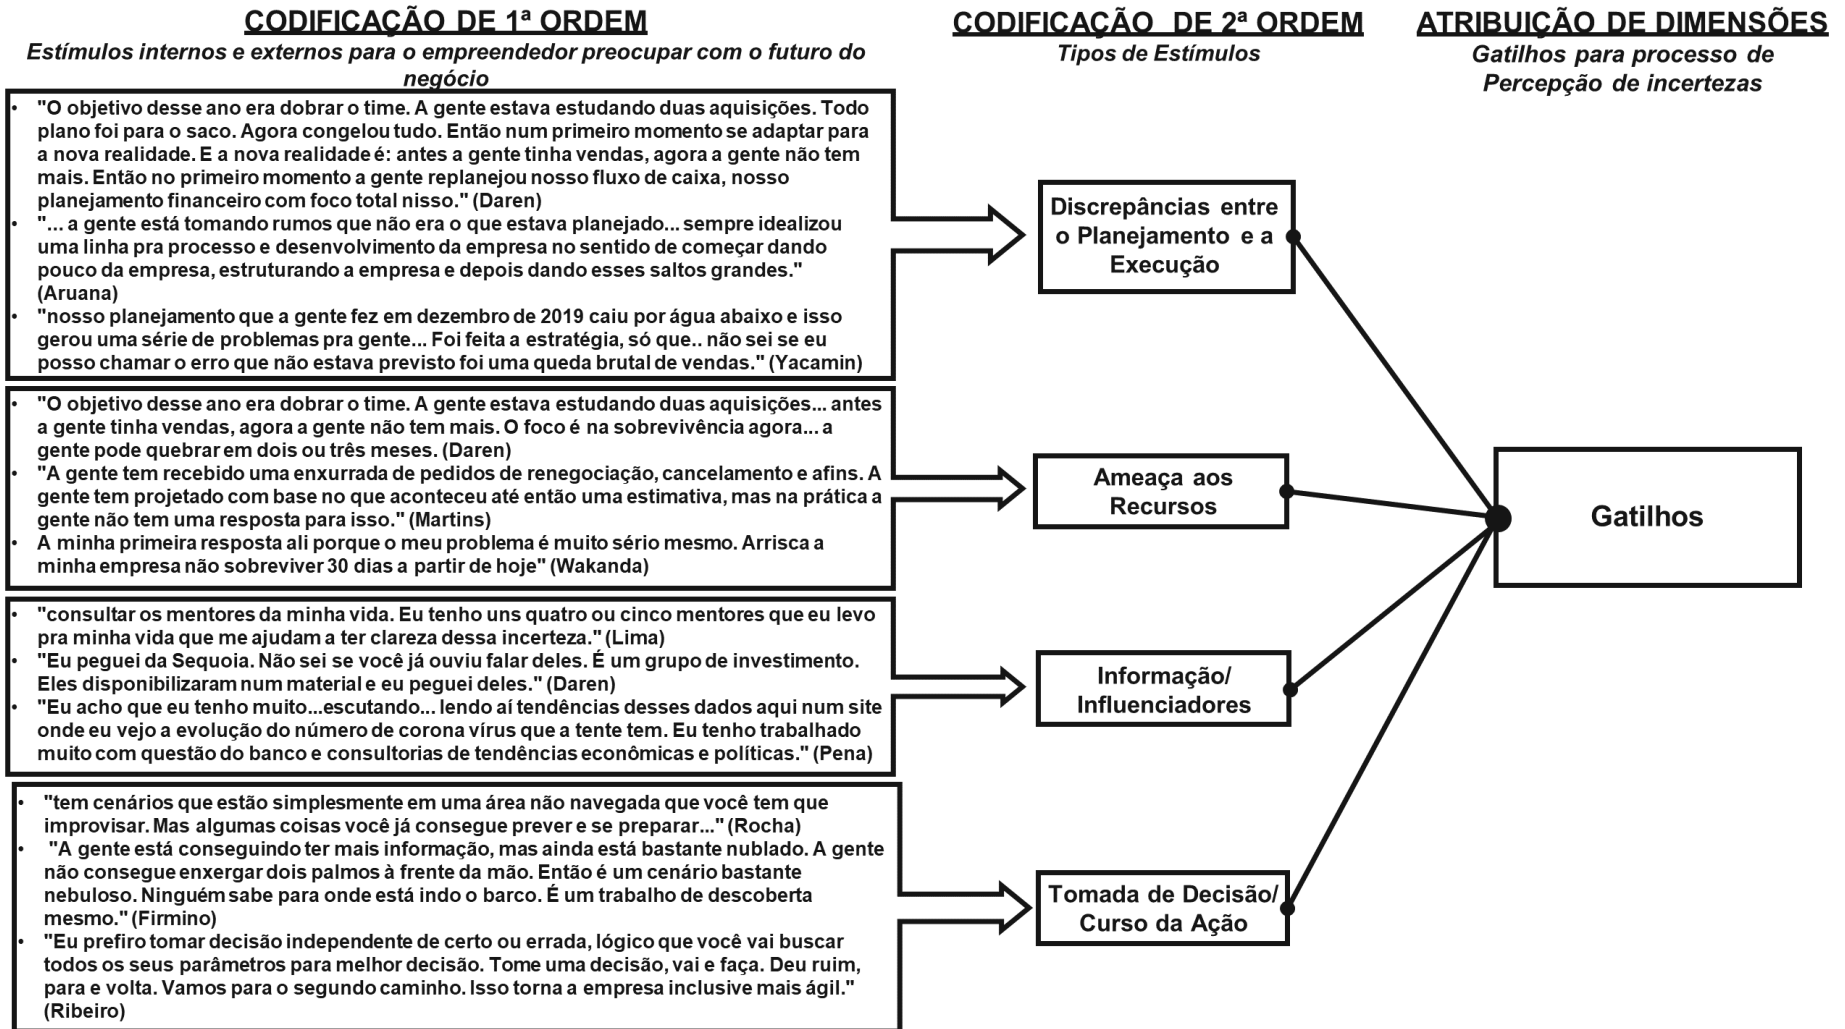 CODIFICAÇÃO DE 1ª ORDEM
Estímulos internos e externos para o empreendedor preocupar com o futuro do
negócio
• "O objetivo desse ano era dobrar o time. A gente estava estudando duas aquisições. Todo
plano foi para o saco. Agora congelou tudo. Então num primeiro momento se adaptar para
a nova realidade. E a nova realidade é: antes a gente tinha vendas, agora a gente não tem
mais. Então no primeiro momento a gente replanejou nosso fluxo de caixa, nosso
planejamento financeiro com foco total nisso." (Daren)
• "... a gente está tomando rumos que não era o que estava planejado... sempre idealizou
uma linha pra processo e desenvolvimento da empresa no sentido de começar dando
pouco da empresa, estruturando a empresa e depois dando esses saltos grandes."
(Aruana)
• "nosso planejamento que a gente fez em dezembro de 2019 caiu por água abaixo e isso
gerou uma série de problemas pra gente... Foi feita a estratégia, só que.. não sei se eu
posso chamar o erro que não estava previsto foi uma queda brutal de vendas." (Yacamin)
• "O objetivo desse ano era dobrar o time. A gente estava estudando duas aquisições... antes
a gente tinha vendas, agora a gente não tem mais. O foco é na sobrevivência agora... a
gente pode quebrar em dois ou três meses. (Daren)
• "A gente tem recebido uma enxurrada de pedidos de renegociação, cancelamento e afins. A
gente tem projetado com base no que aconteceu até então uma estimativa, mas na prática a
gente não tem uma resposta para isso." (Martins)
• A minha primeira resposta ali porque o meu problema é muito sério mesmo. Arrisca a
minha empresa não sobreviver 30 dias a partir de hoje" (Wakanda)
• "consultar os mentores da minha vida. Eu tenho uns quatro ou cinco mentores que eu levo
pra minha vida que me ajudam a ter clareza dessa incerteza." (Lima)
• "Eu peguei da Sequoia. Não sei se você já ouviu falar deles. É um grupo de investimento.
Eles disponibilizaram num material e eu peguei deles." (Daren)
• "Eu acho que eu tenho muito...escutando... lendo aí tendências desses dados aqui num site
onde eu vejo a evolução do número de corona vírus que a tente tem. Eu tenho trabalhado
muito com questão do banco e consultorias de tendências econômicas e políticas." (Pena)
• "tem cenários que estão simplesmente em uma área não navegada que você tem que
improvisar. Mas algumas coisas você já consegue prever e se preparar..." (Rocha)
• "A gente está conseguindo ter mais informação, mas ainda está bastante nublado. A gente
não consegue enxergar dois palmos à frente da mão. Então é um cenário bastante
nebuloso. Ninguém sabe para onde está indo o barco. É um trabalho de descoberta
mesmo." (Firmino)
• "Eu prefiro tomar decisão independente de certo ou errada, lógico que você vai buscar
todos os seus parâmetros para melhor decisão. Tome uma decisão, vai e faça. Deu ruim,
para e volta. Vamos para o segundo caminho. Isso torna a empresa inclusive mais ágil."
(Ribeiro)
CODIFICAÇÃO DE 2ª ORDEM
Tipos de Estímulos
Discrepâncias entre
o Planejamento e a
Execução
Ameaça aos
Recursos
Informação/
Influenciadores
Tomada de Decisão/
Curso da Ação
ATRIBUIÇÃO DE DIMENSÕES
Gatilhos para processo de
Percepção de incertezas
Gatilhos